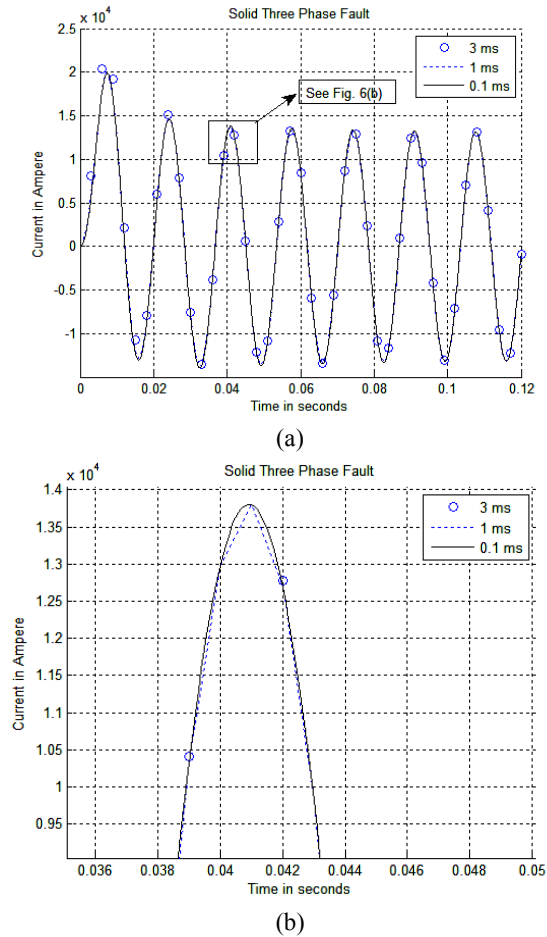 Solid Three Phase Fault
x 10⁴
2.5
2
1.5
1
0.5
0
-0.5
-1
Current in Ampere
3 ms
1 ms
0.1 ms
See Fig. 6(b)
0 0.02 0.04 0.06 0.08 0.1 0.12
Time in seconds
(a)
Solid Three Phase Fault
x 10⁴
1.4
1.35
1.3
1.25
1.2
1.15
1.1
1.05
1
0.95
Current in Ampere
3 ms
1 ms
0.1 ms
0.036 0.038 0.04 0.042 0.044 0.046 0.048 0.05
Time in seconds
(b)